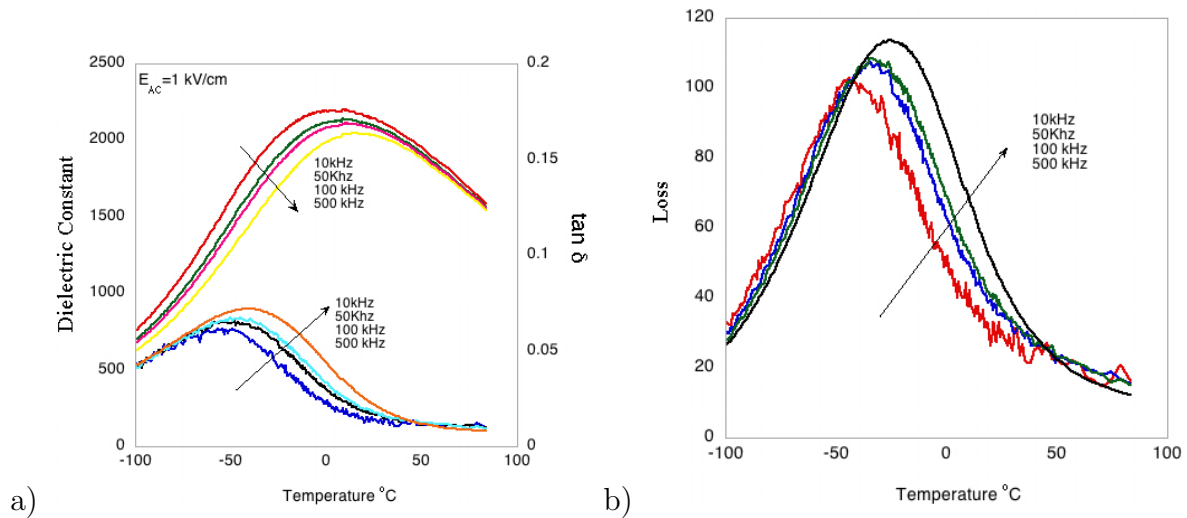 2500
2000
1500
1000
500
0
Dielectric Constant
E_AC=1 kV/cm
10kHz
50Khz
100 kHz
500 kHz
10kHz
50Khz
100 kHz
500 kHz
0.2
0.15
0.1
0.05
0
tan δ
-100 -50 0 50 100
Temperature °C
a)
120
100
80
60
40
20
0
Loss
10kHz
50Khz
100 kHz
500 kHz
-100 -50 0 50 100
Temperature °C
b)